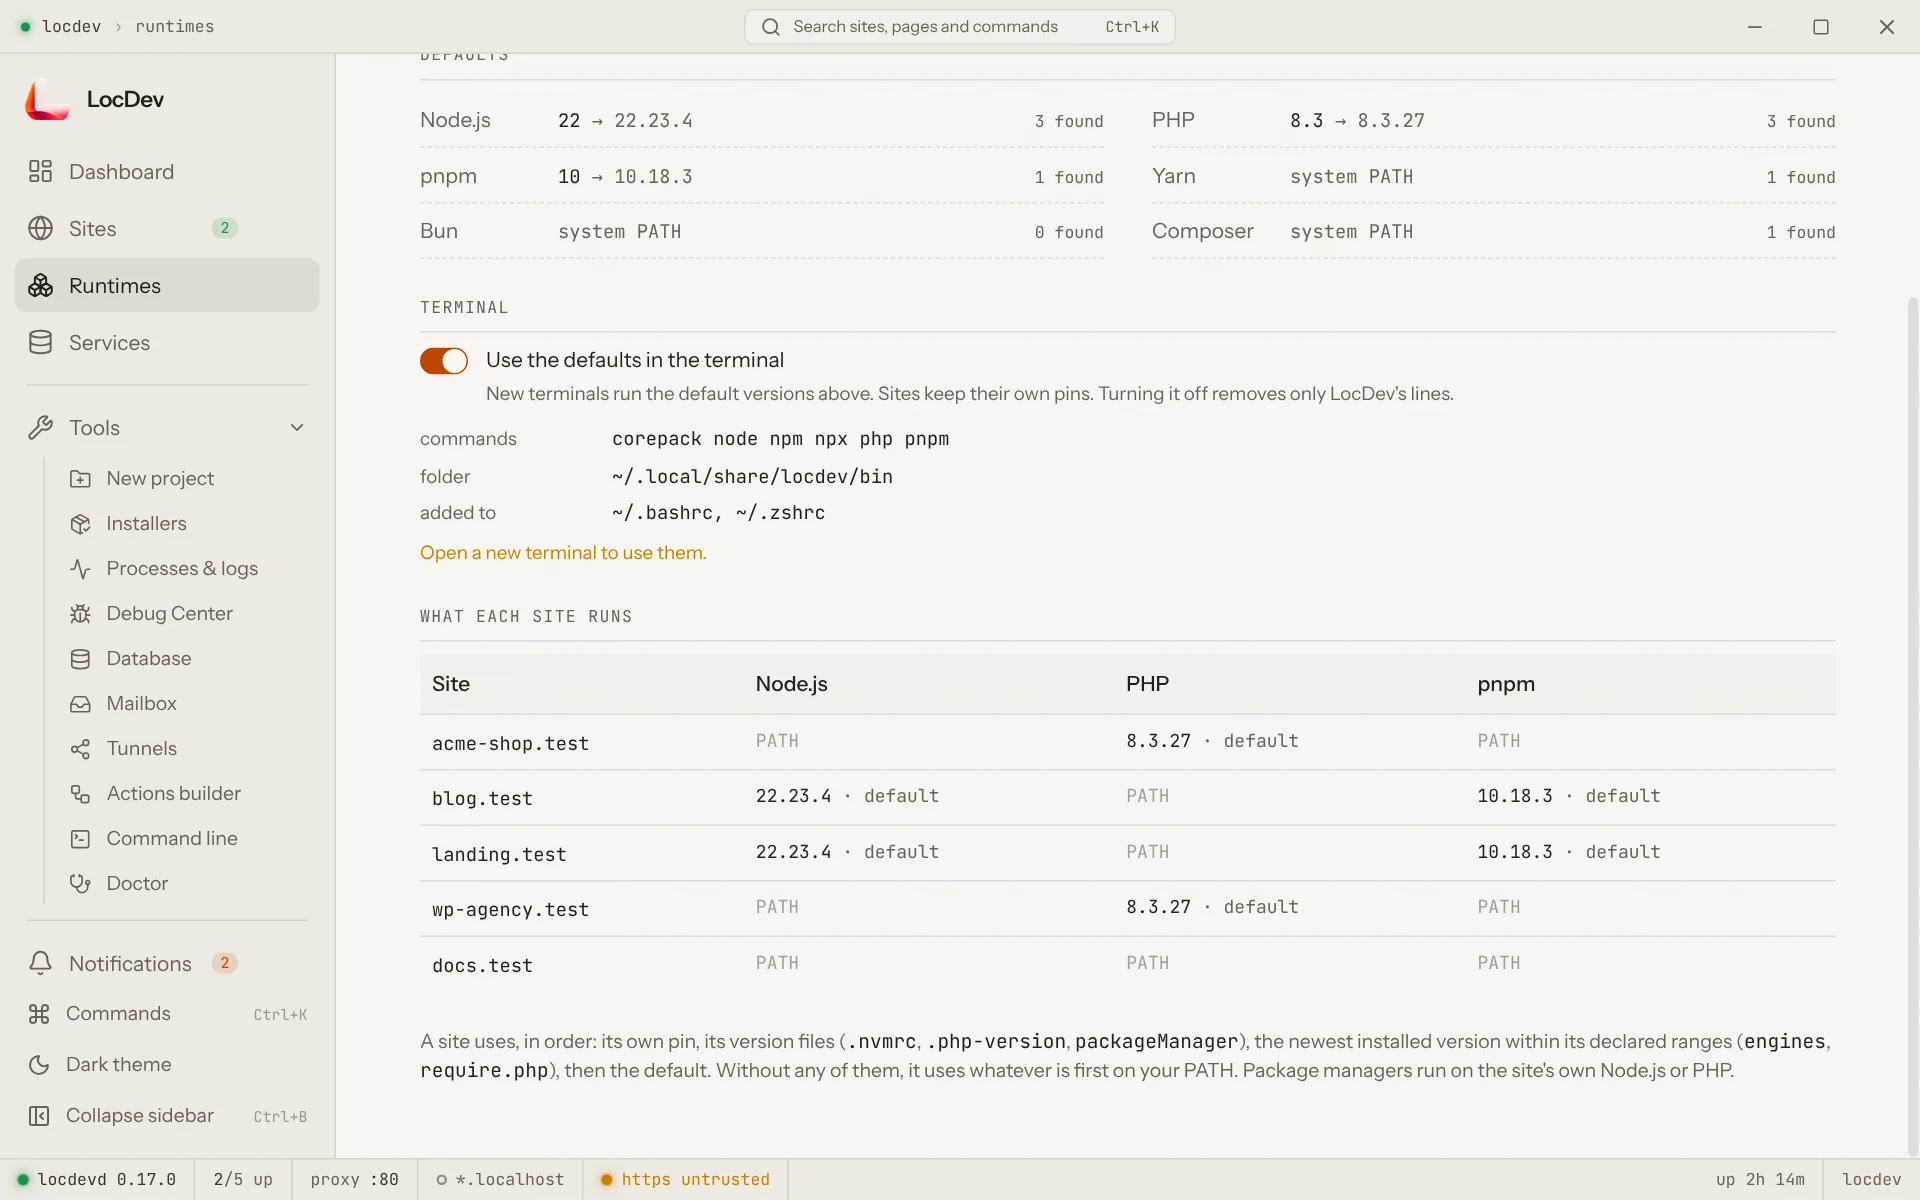 locdev › runtimes
Search sites, pages and commands Ctrl+K
LocDev
Dashboard
Sites 2
Runtimes
Services
Tools
New project
Installers
Processes & logs
Debug Center
Database
Mailbox
Tunnels
Actions builder
Command line
Doctor
Notifications 2
Commands Ctrl+K
Dark theme
Collapse sidebar Ctrl+B
DEFAULTS
Node.js 22 → 22.23.4 3 found
PHP 8.3 → 8.3.27 3 found
pnpm 10 → 10.18.3 1 found
Yarn system PATH 1 found
Bun system PATH 0 found
Composer system PATH 1 found
TERMINAL
Use the defaults in the terminal
New terminals run the default versions above. Sites keep their own pins. Turning it off removes only LocDev's lines.
commands corepack node npm npx php pnpm
folder ~/.local/share/locdev/bin
added to ~/.bashrc, ~/.zshrc
Open a new terminal to use them.
WHAT EACH SITE RUNS
Site Node.js PHP pnpm
acme-shop.test PATH 8.3.27 · default PATH
blog.test 22.23.4 · default PATH 10.18.3 · default
landing.test 22.23.4 · default PATH 10.18.3 · default
wp-agency.test PATH 8.3.27 · default PATH
docs.test PATH PATH PATH
A site uses, in order: its own pin, its version files (.nvmrc, .php-version, packageManager), the newest installed version within its declared ranges (engines,
require.php), then the default. Without any of them, it uses whatever is first on your PATH. Package managers run on the site's own Node.js or PHP.
locdevd 0.17.0 2/5 up proxy :80 *.localhost https untrusted up 2h 14m locdev